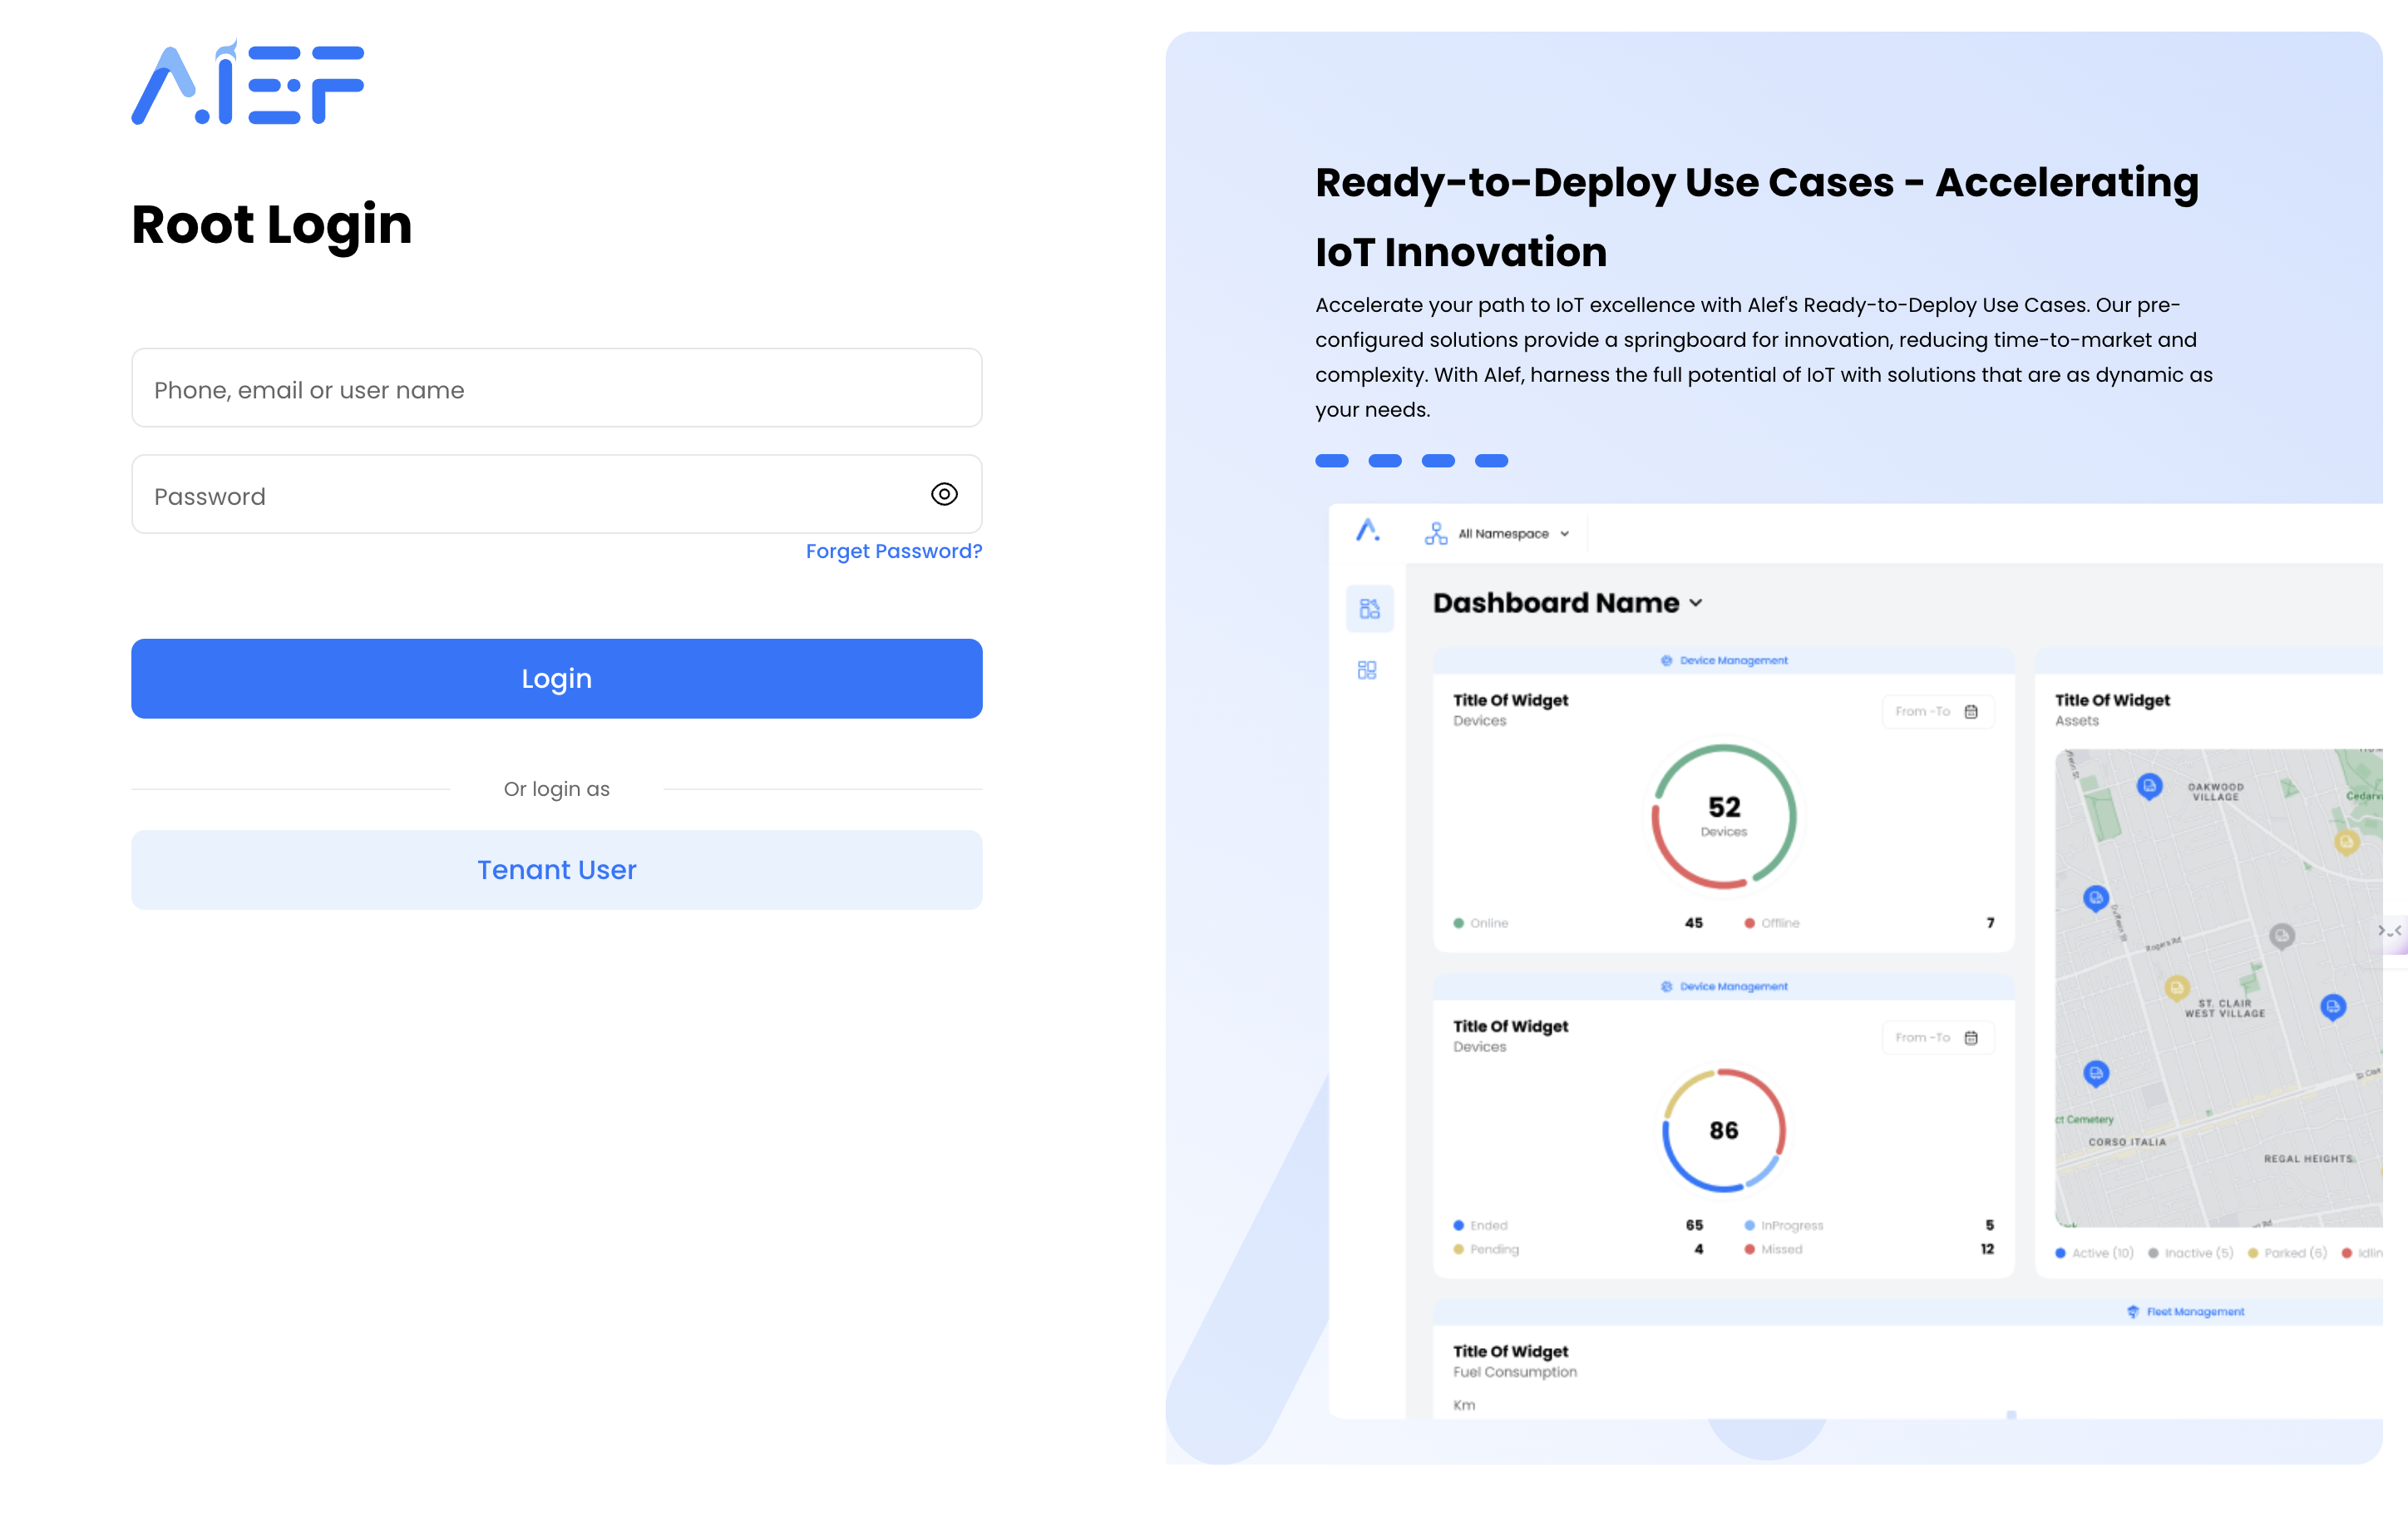 A.lEF
Root Login
Phone, email or user name
Password
Forget Password?
Login
Or login as
Tenant User
Ready-to-Deploy Use Cases - Accelerating
IoT Innovation
Accelerate your path to IoT excellence with Alef's Ready-to-Deploy Use Cases. Our pre-
configured solutions provide a springboard for innovation, reducing time-to-market and
complexity. With Alef, harness the full potential of IoT with solutions that are as dynamic as
your needs.
All Namespace
Dashboard Name
Device Management
Title Of Widget
Devices
From -To
52
Devices
Online 45 Offline 7
Device Management
Title Of Widget
Devices
From -To
86
Ended 65 InProgress 5
Pending 4 Missed 12
Title Of Widget
Assets
OAKWOOD
VILLAGE
Cedarv
Rogers Rd
Dufferin St
ST. CLAIR
WEST VILLAGE
St Clair
ct Cemetery
CORSO ITALIA
REGAL HEIGHTS
Active (10) Inactive (5) Parked (6) Idlin
Fleet Management
Title Of Widget
Fuel Consumption
Km